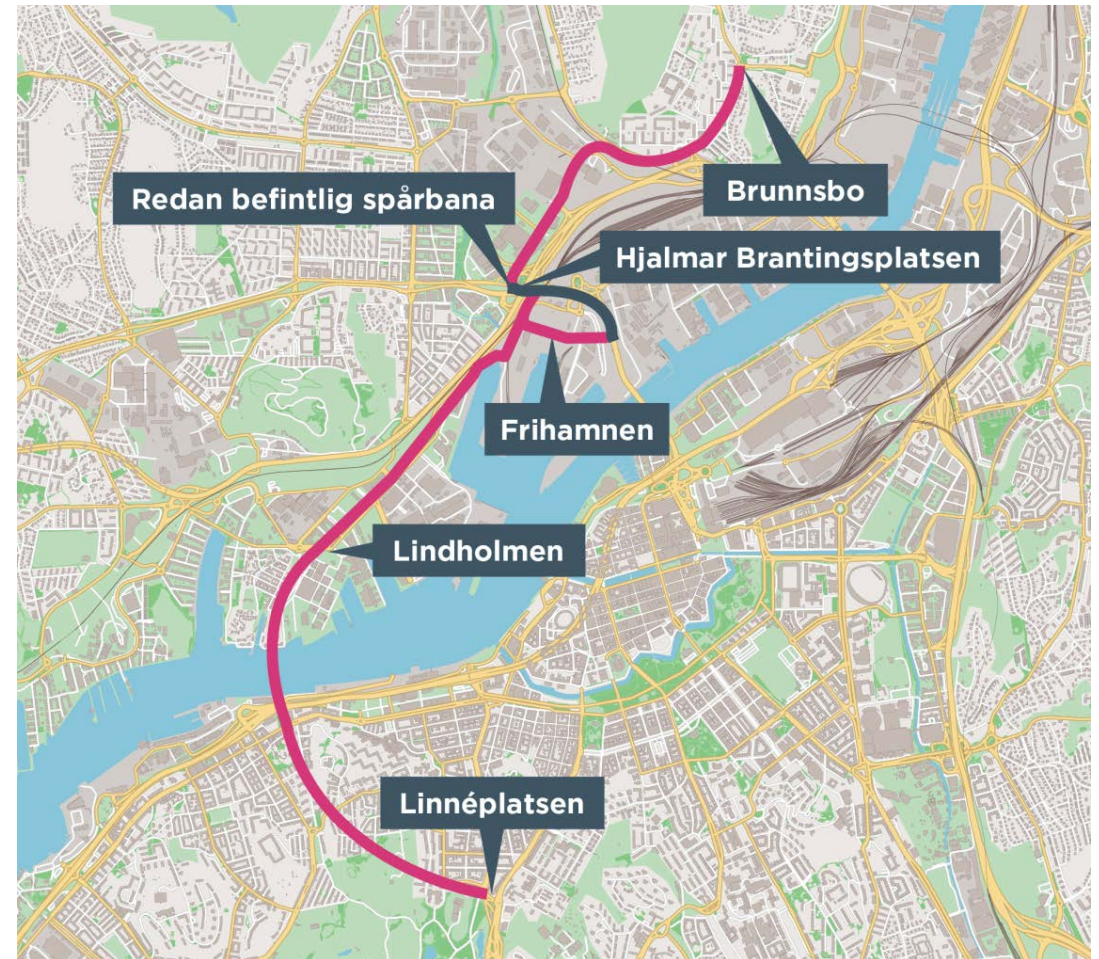 Redan befintlig spårbana
Brunnsbo
Hjalmar Brantingsplatsen
Frihamnen
Lindholmen
Linnéplatsen